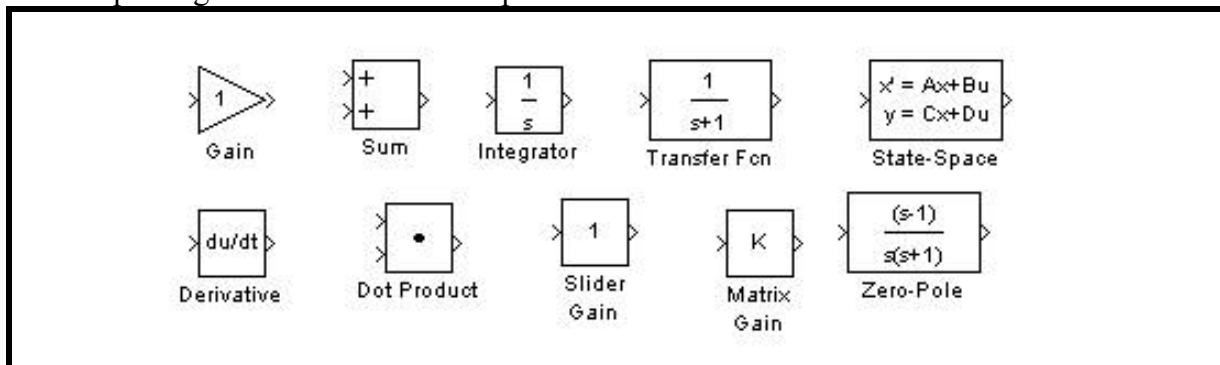 1
Gain
+
+
Sum
1
s
Integrator
1
s+1
Transfer Fcn
x' = Ax+Bu
y = Cx+Du
State-Space
du/dt
Derivative
Dot Product
1
Slider
Gain
K
Matrix
Gain
(s-1)
s(s+1)
Zero-Pole